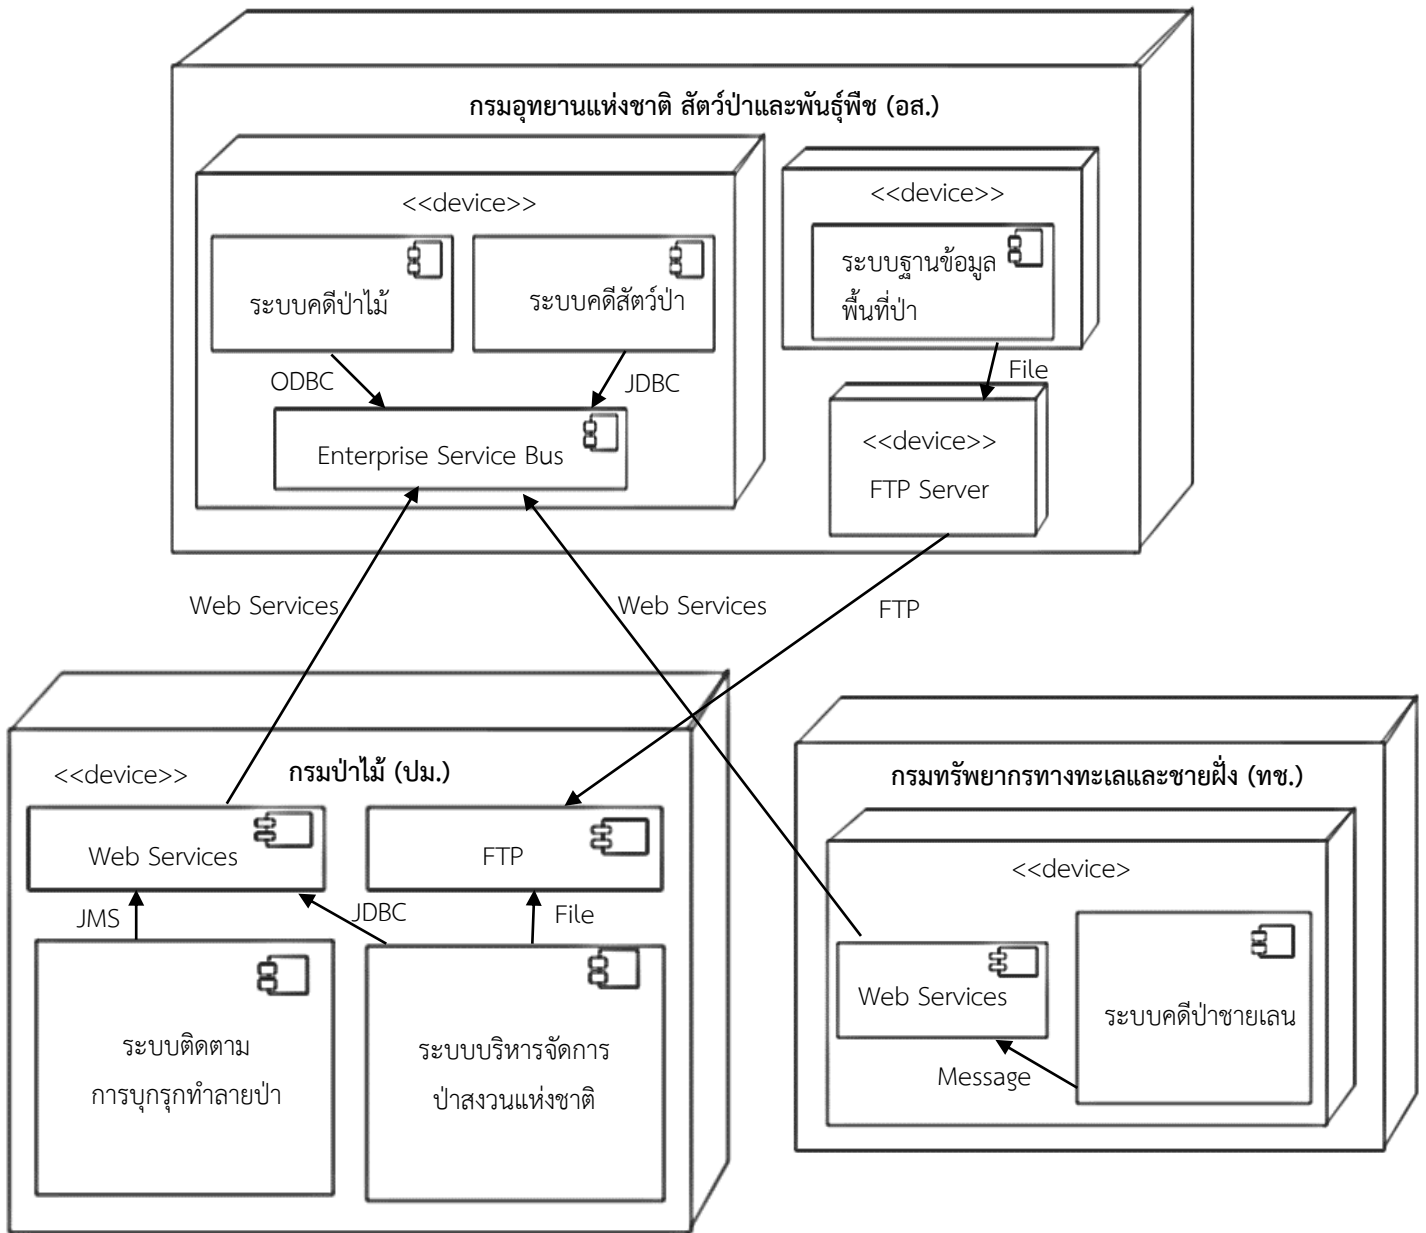 กรมอุทยานแห่งชาติ สัตว์ป่าและพันธุ์พืช (อส.)
<<device>>
ระบบคดีป่าไม้
ระบบคดีสัตว์ป่า
ODBC
JDBC
Enterprise Service Bus
<<device>>
ระบบฐานข้อมูล
พื้นที่ป่า
File
<<device>>
FTP Server
Web Services
Web Services
FTP
<<device>>
กรมป่าไม้ (ปม.)
Web Services
FTP
JMS
JDBC
File
ระบบติดตาม
การบุกรุกทำลายป่า
ระบบบริหารจัดการ
ป่าสงวนแห่งชาติ
กรมทรัพยากรทางทะเลและชายฝั่ง (ทช.)
<<device>
Web Services
ระบบคดีป่าชายเลน
Message